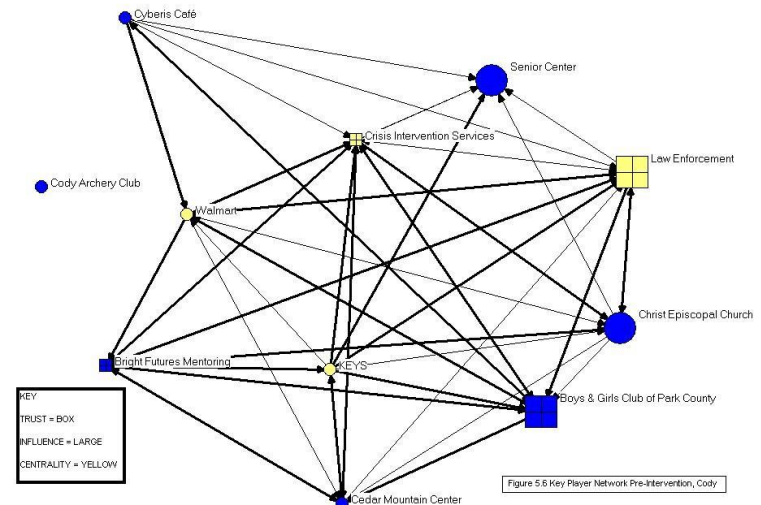 Cyberis Café
Senior Center
Crisis Intervention Services
Law Enforcement
Cody Archery Club
Walmart
Christ Episcopal Church
Bright Futures Mentoring
KEYS
Boys & Girls Club of Park County
KEY
TRUST = BOX
INFLUENCE = LARGE
CENTRALITY = YELLOW
Figure 5.6 Key Player Network Pre-Intervention, Cody
Cedar Mountain Center